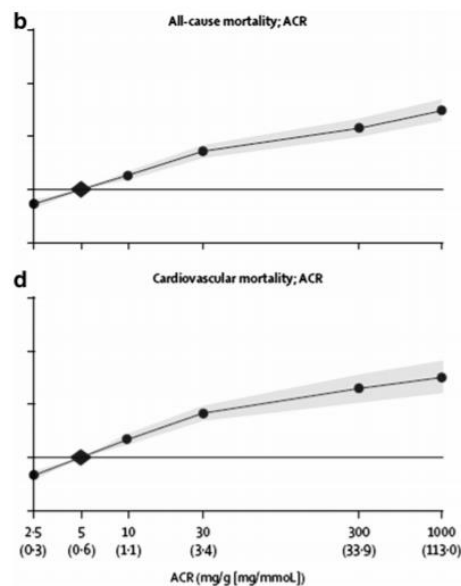 b
All-cause mortality; ACR
d
Cardiovascular mortality; ACR
2·5 5 10 30 300 1000
(0·3) (0·6) (1·1) (3·4) (33·9) (113·0)
ACR (mg/g [mg/mmoL])